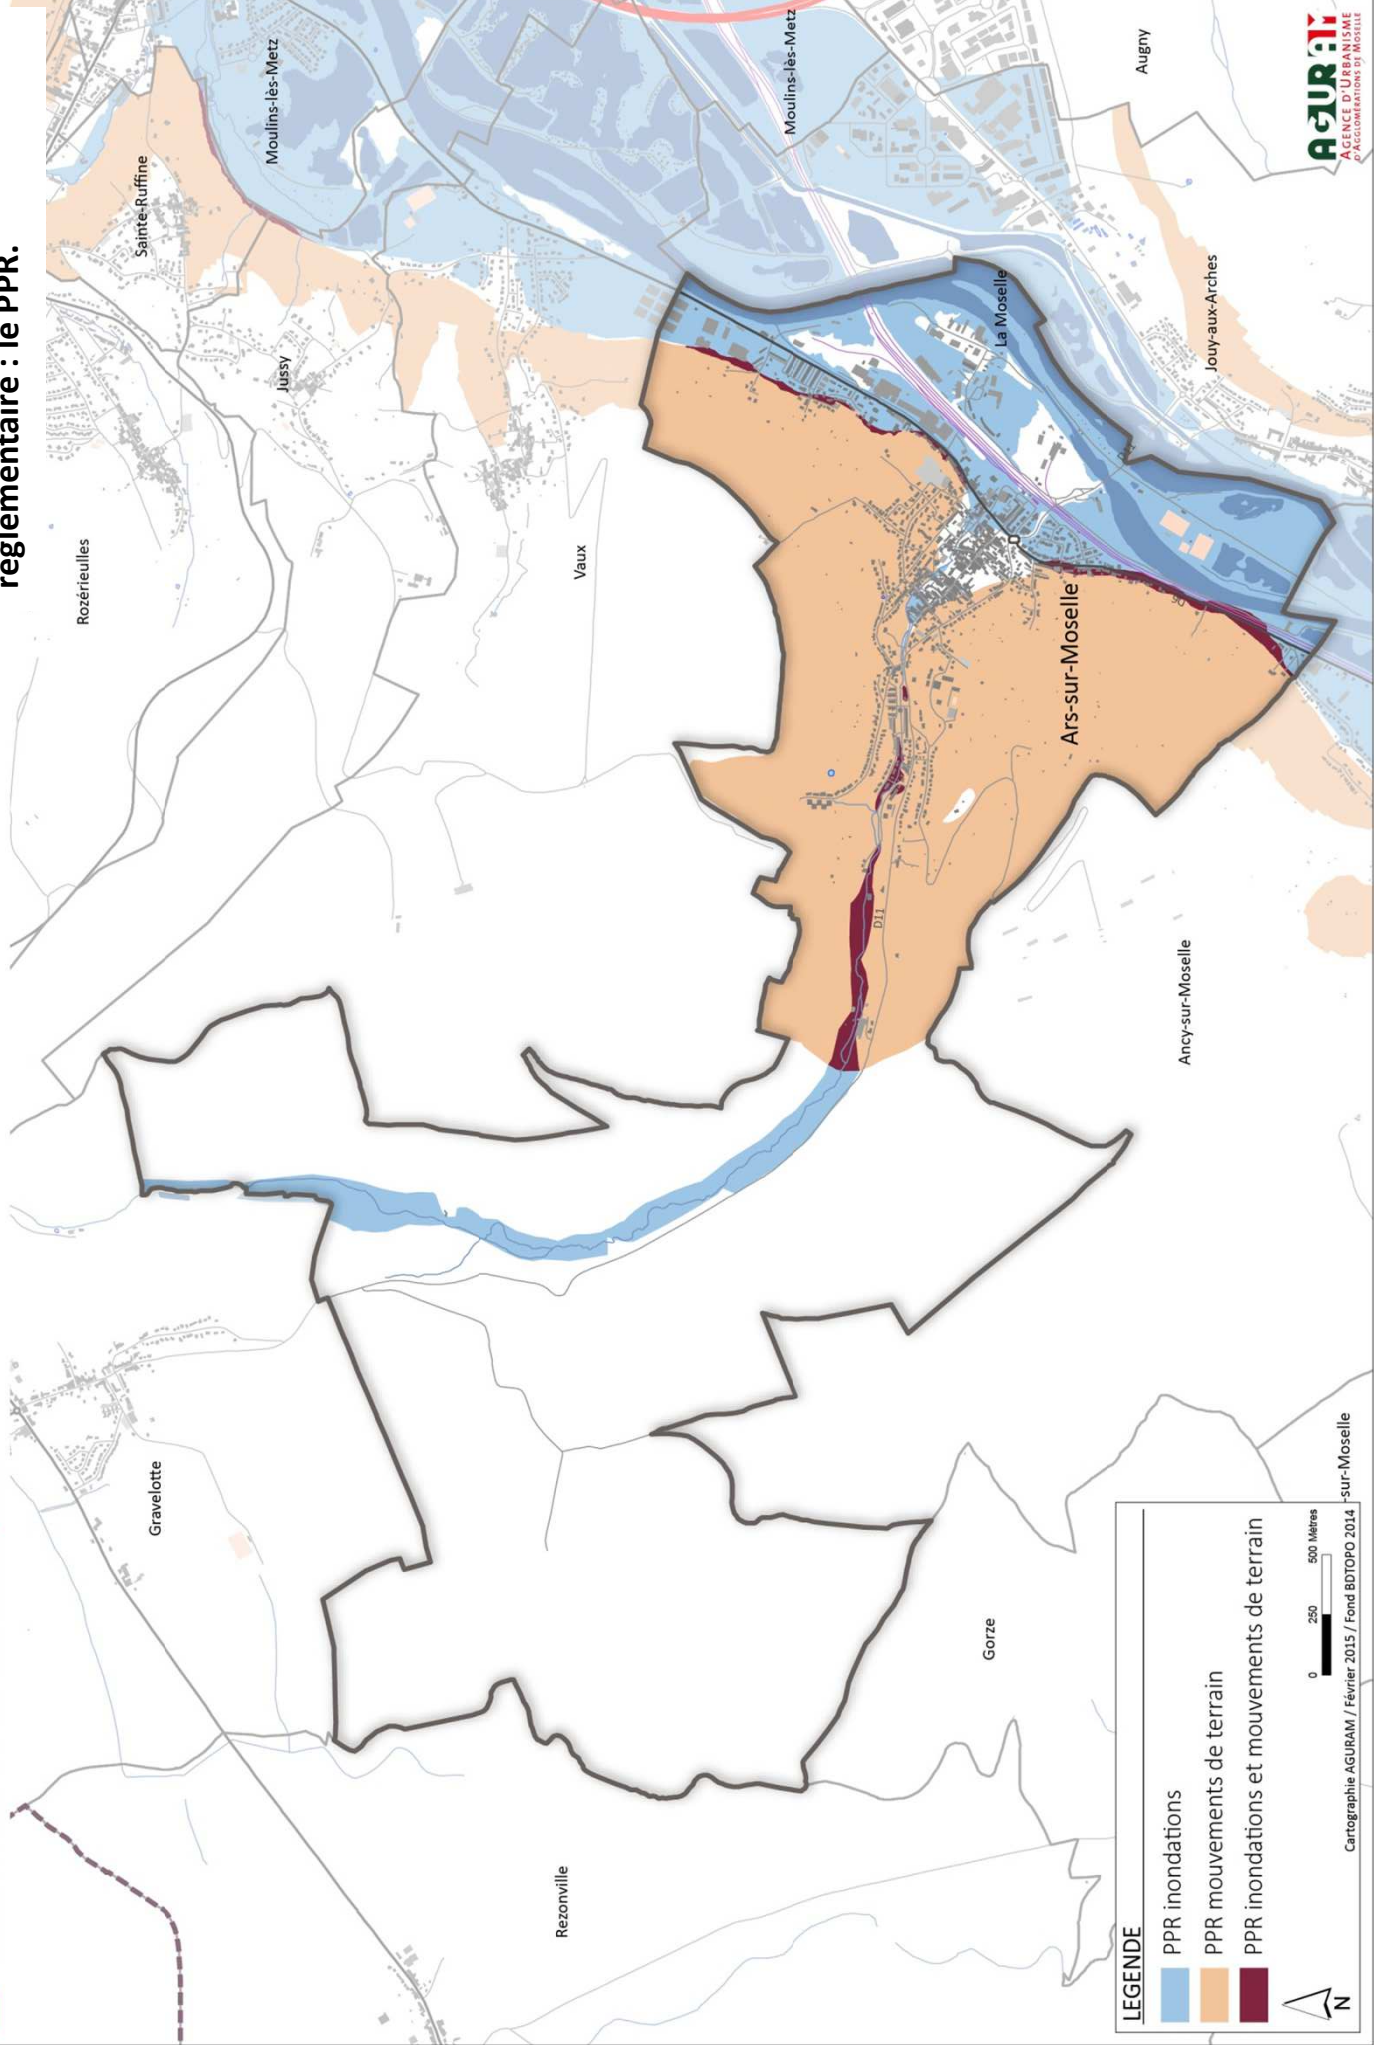 réglementaire : le PPR.
Rozérieulles
Sainte-Ruffine
Moulins-lès-Metz
Moulins-lès-Metz
Augny
Jussy
Vaux
La Moselle
Jouy-aux-Arches
Ars-sur-Moselle
D11
Ancy-sur-Moselle
Gravelotte
Gorze
Rezonville
-sur-Moselle
LEGENDE
PPR inondations
PPR mouvements de terrain
PPR inondations et mouvements de terrain
N
0 250 500 Mètres
Cartographie AGURAM / Février 2015 / Fond BDTOPO 2014
AGURAM
AGENCE D'URBANISME
D'AGGLOMÉRATIONS DE MOSELLE